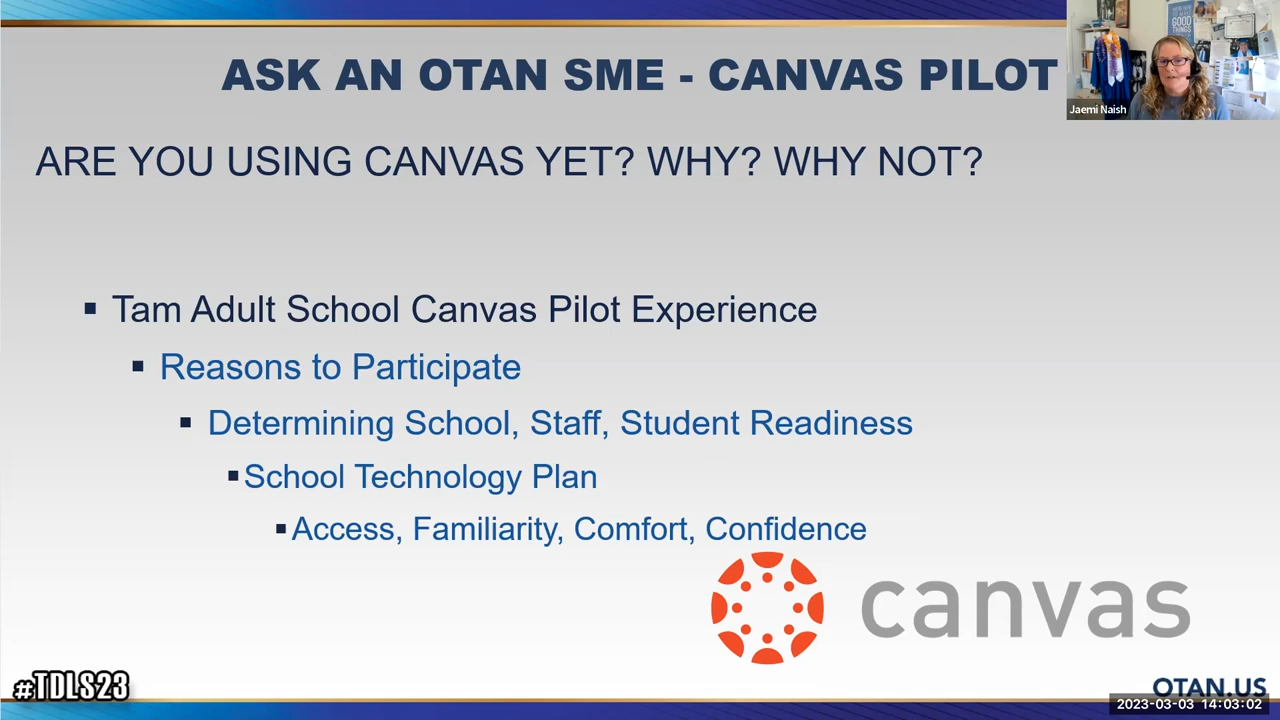 ASK AN OTAN SME - CANVAS PILOT
GOOD
THINGS
Jaemi Naish
ARE YOU USING CANVAS YET? WHY? WHY NOT?
▪ Tam Adult School Canvas Pilot Experience
▪ Reasons to Participate
▪ Determining School, Staff, Student Readiness
▪ School Technology Plan
▪ Access, Familiarity, Comfort, Confidence
canvas
#TDLS23
OTAN.US
2023-03-03 14:03:02